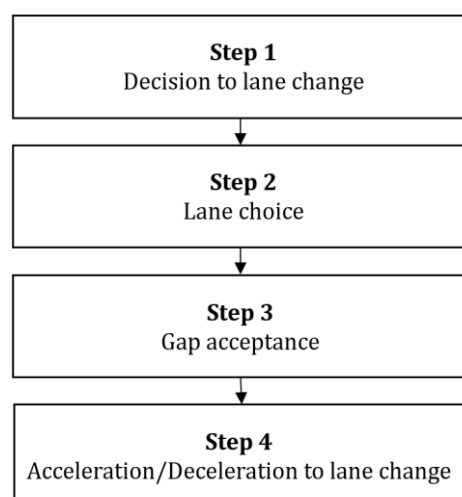 Step 1
Decision to lane change
Step 2
Lane choice
Step 3
Gap acceptance
Step 4
Acceleration/Deceleration to lane change